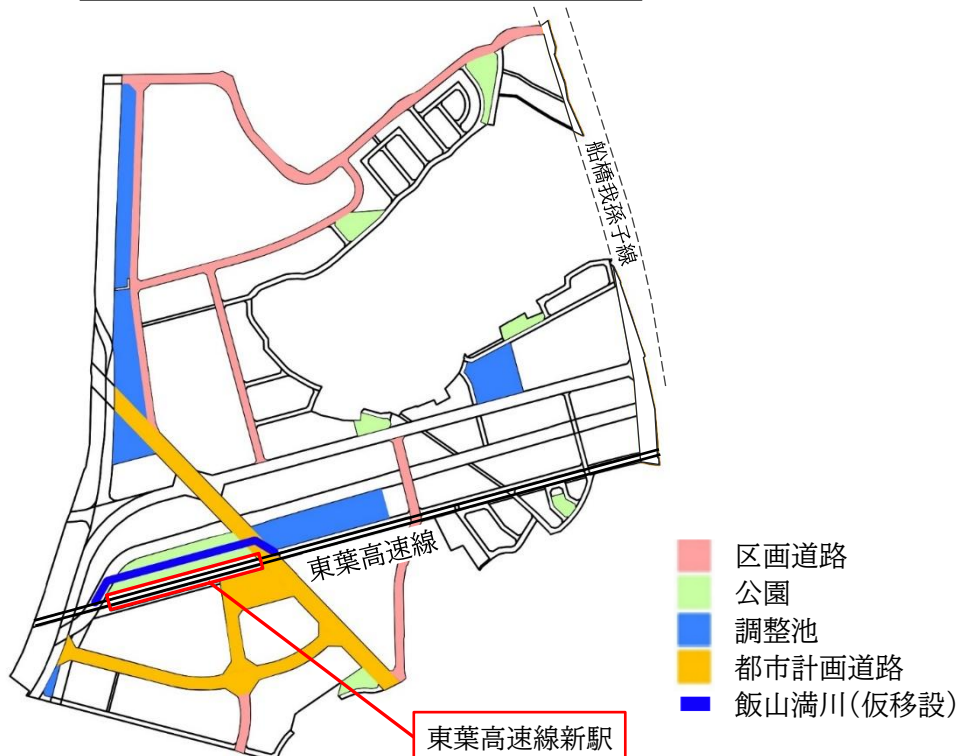 船橋我孫子線
東葉高速線
区画道路
公園
調整池
都市計画道路
飯山満川(仮移設)
東葉高速線新駅